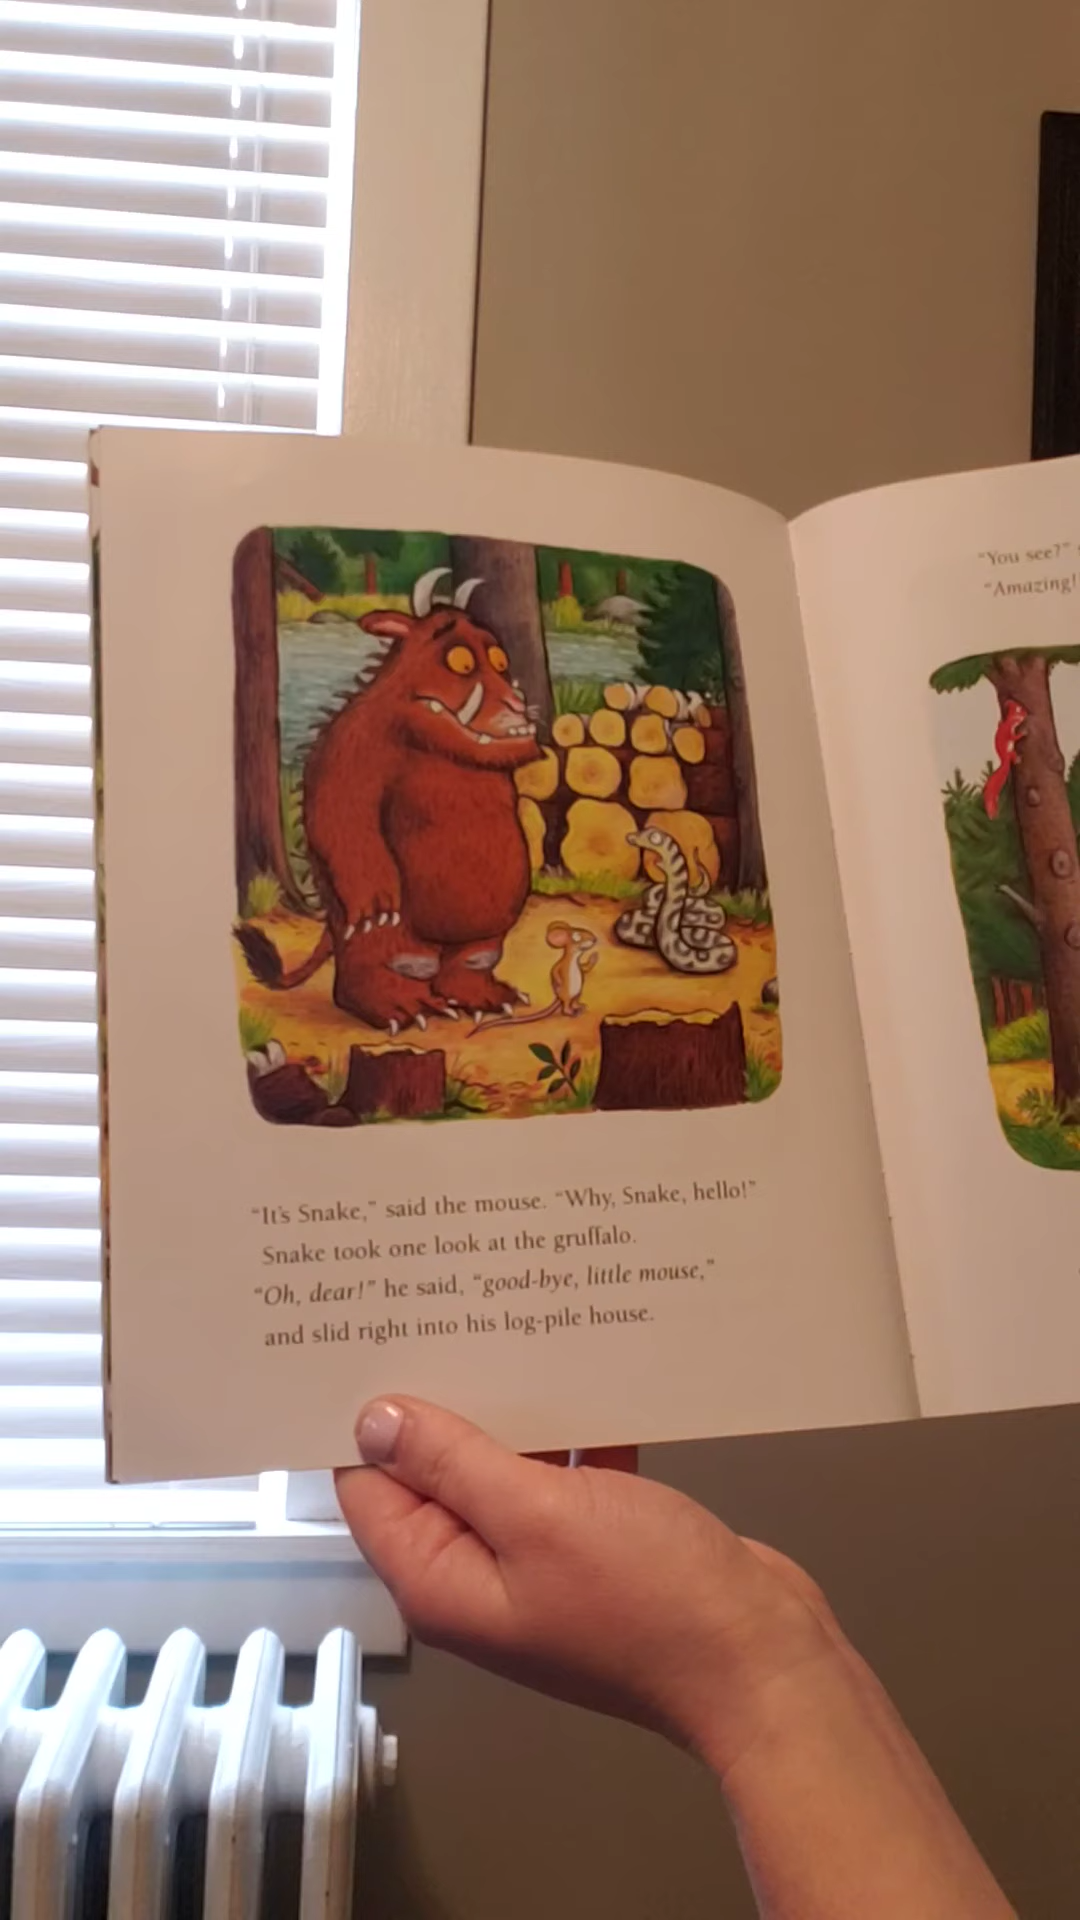 “It's Snake,” said the mouse. “Why, Snake, hello!”
Snake took one look at the gruffalo.
“Oh, dear!” he said, “good-bye, little mouse,”
and slid right into his log-pile house.
“You see?”
“Amazing!